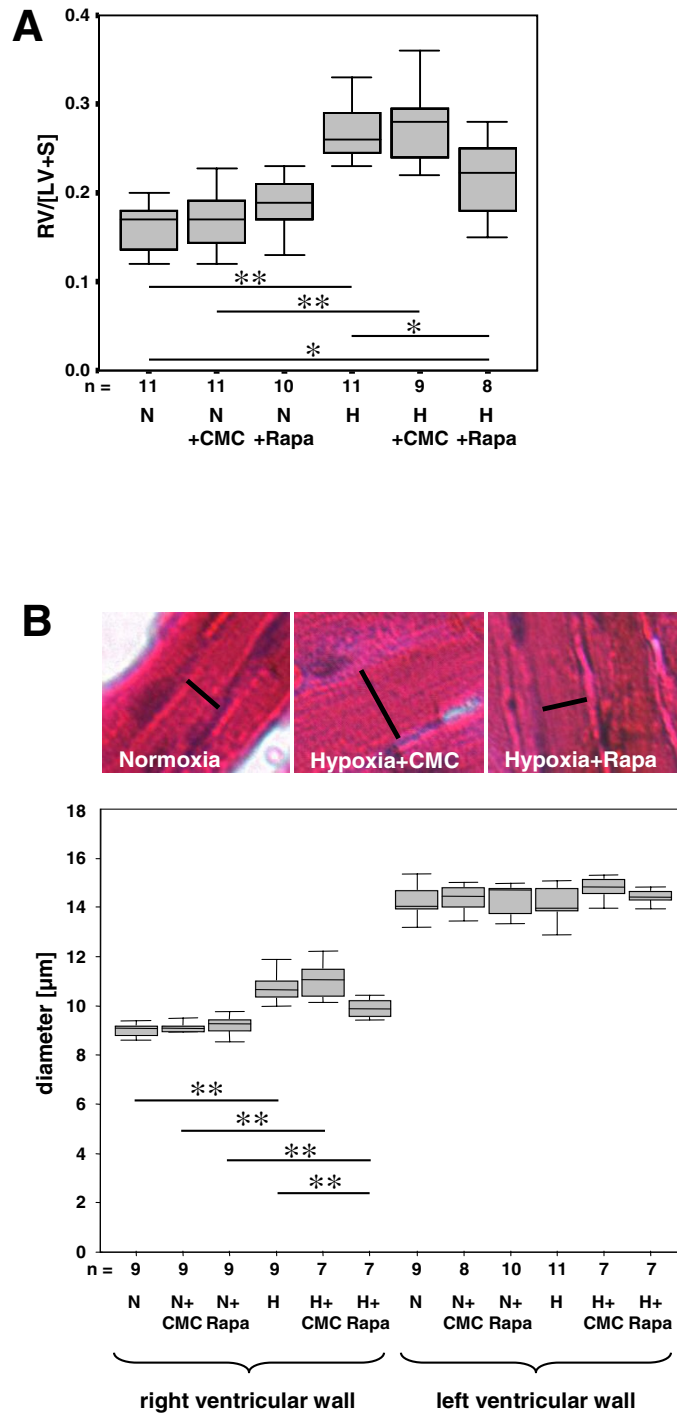 A
RV/[LV+S]
0.4
0.3
0.2
0.1
0.0
**
**
*
*
n = 11 11 10 11 9 8
N N N H H H
+CMC +Rapa +CMC +Rapa
B
Normoxia Hypoxia+CMC Hypoxia+Rapa
diameter [µm]
18
16
14
12
10
8
6
4
2
0
**
**
**
**
n = 9 9 9 9 7 7 9 8 10 11 7 7
N N+ N+ H H+ H+ N N+ N+ H H+ H+
CMC Rapa CMC Rapa CMC Rapa CMC Rapa
right ventricular wall left ventricular wall